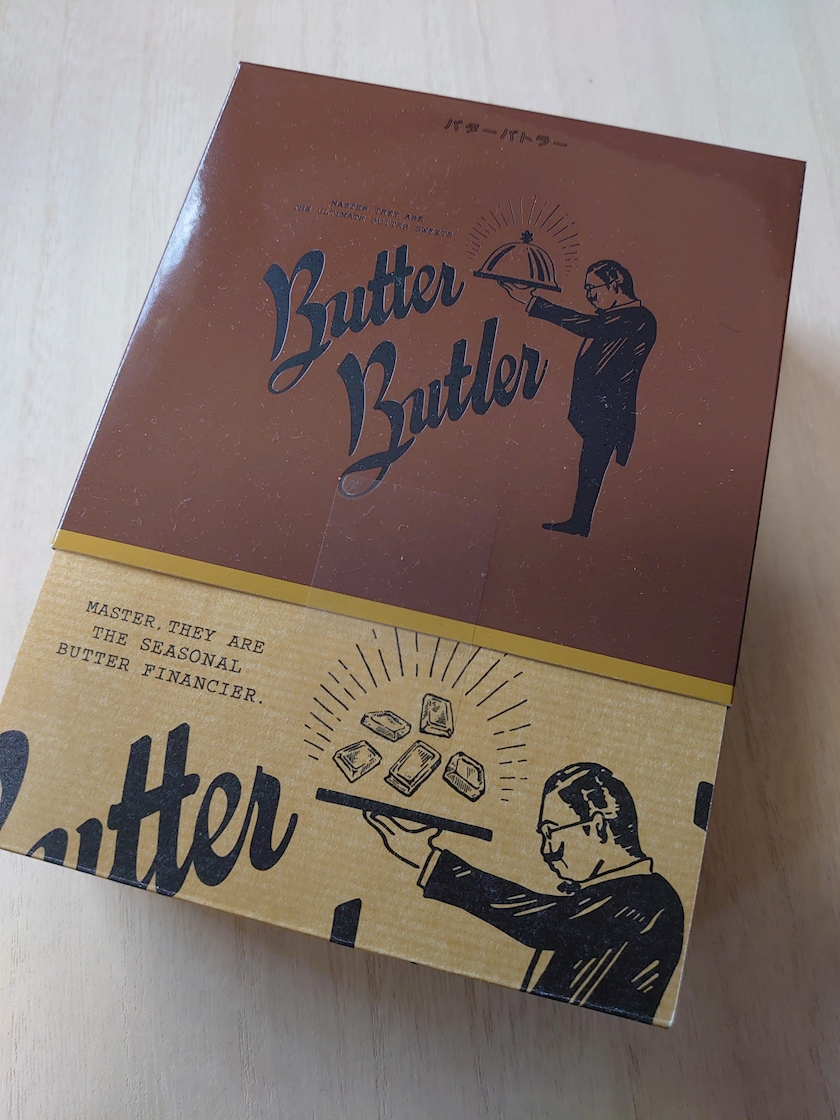 バターバトラー
MASTER THEY ARE
THE ULTIMATE BUTTER SWEETS
Butter
Butler
MASTER, THEY ARE
THE SEASONAL
BUTTER FINANCIER.
Butter